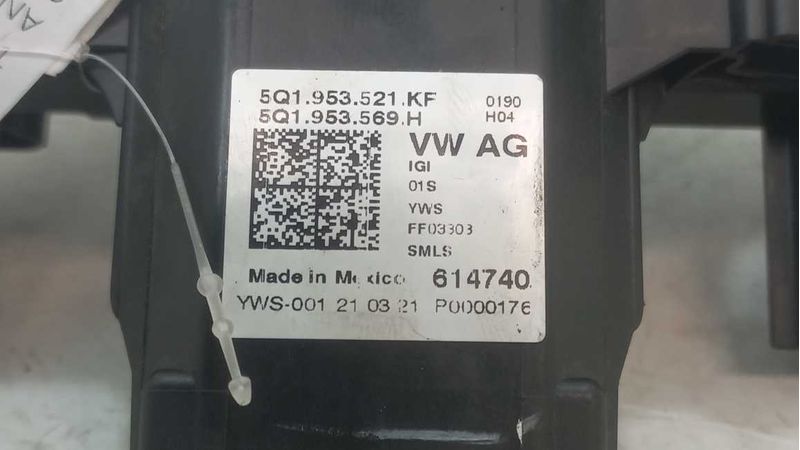 5Q1.953.521.KF 0190
5Q1.953.569.H H04
VW AG
IGI
01S
YWS
FF03303
SMLS
Made in Mexico 614740
YWS-001 21 03 21 P0000176